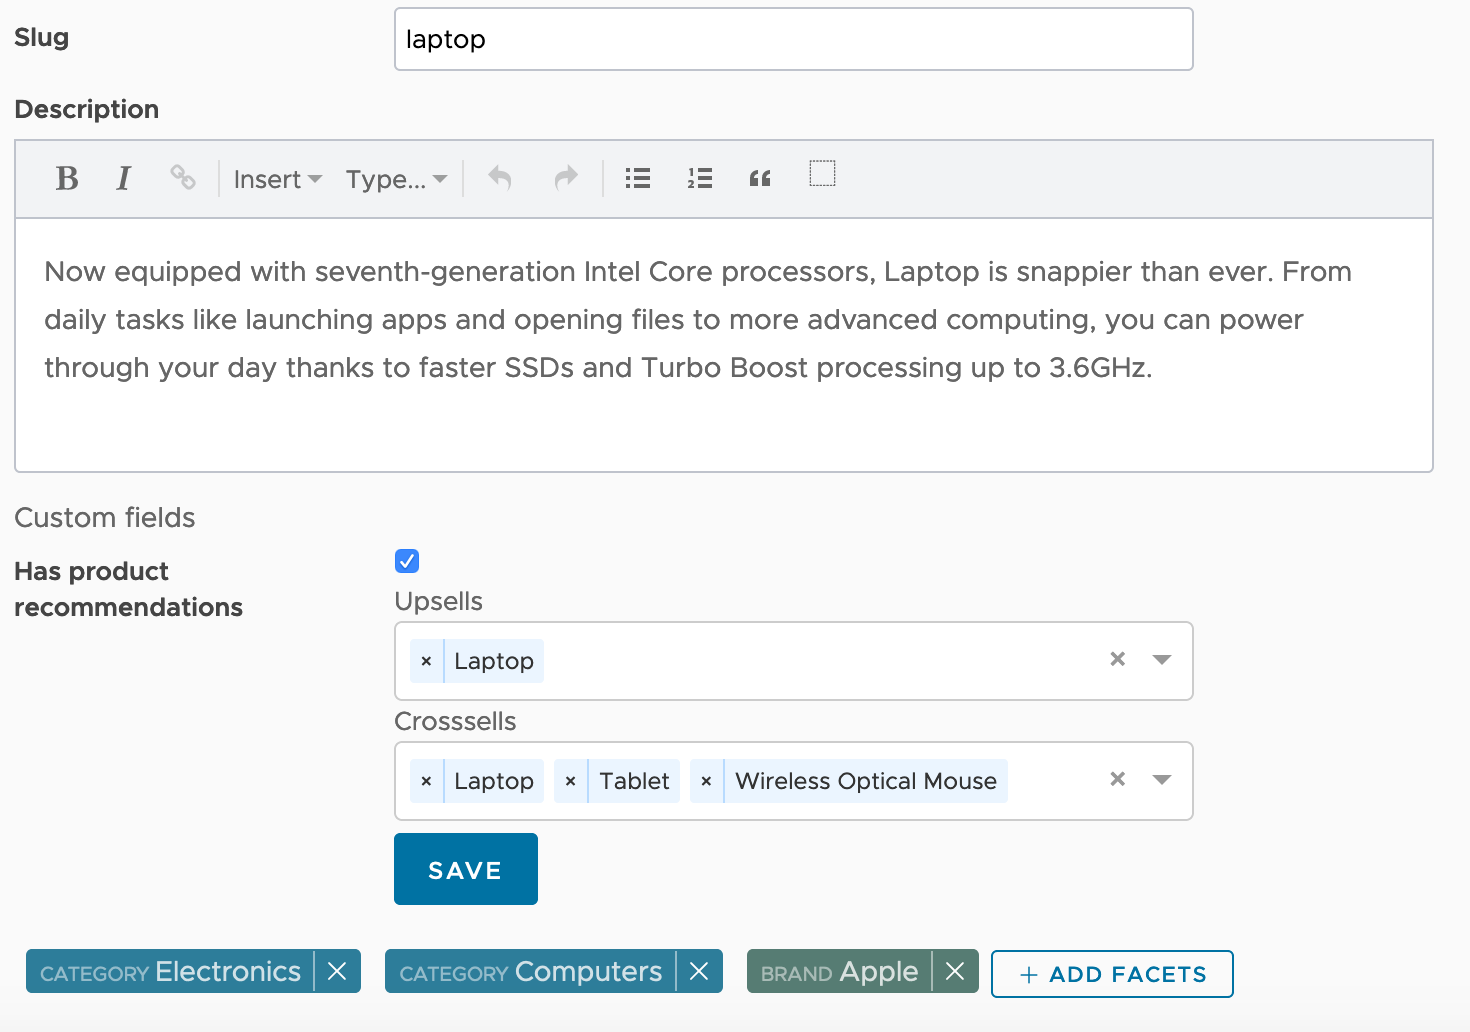 Slug
laptop
Description
B I Insert Type...
Now equipped with seventh-generation Intel Core processors, Laptop is snappier than ever. From
daily tasks like launching apps and opening files to more advanced computing, you can power
through your day thanks to faster SSDs and Turbo Boost processing up to 3.6GHz.
Custom fields
Has product
recommendations
Upsells
× Laptop ×
Crosssells
× Laptop × Tablet × Wireless Optical Mouse ×
SAVE
CATEGORY Electronics × CATEGORY Computers × BRAND Apple × + ADD FACETS